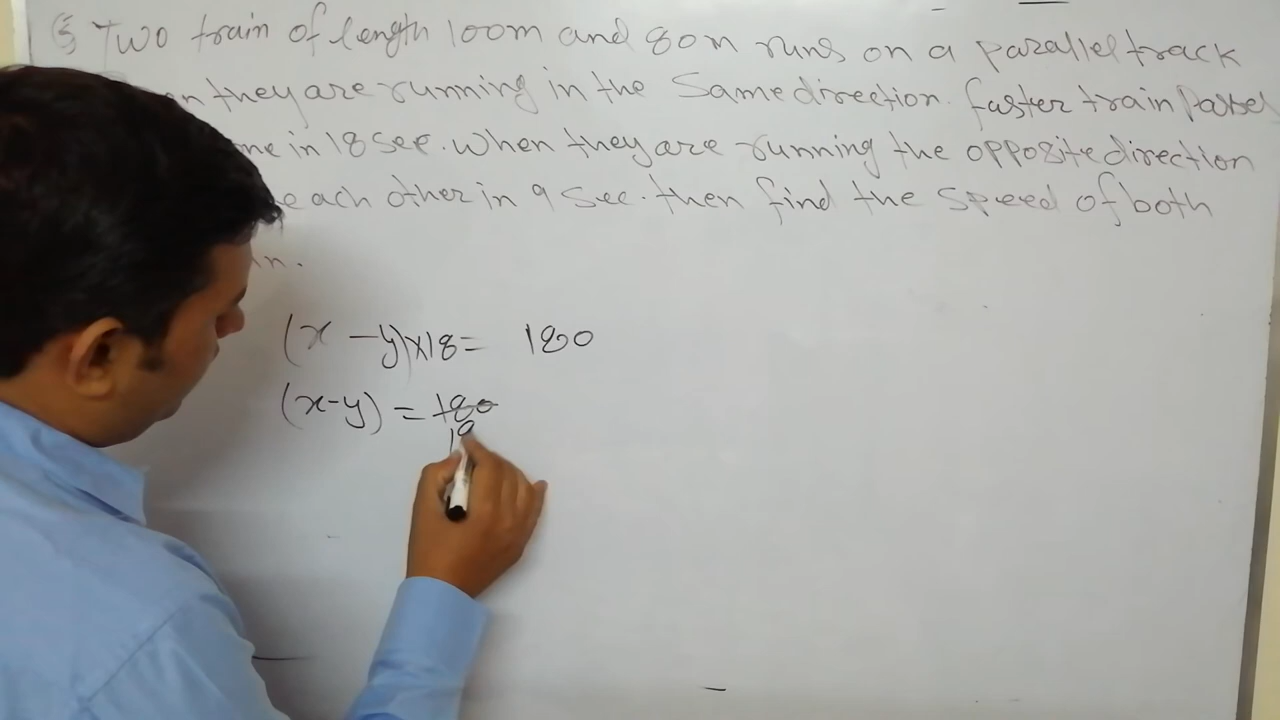 Two train of length 100m and 80m runs on a parallel track
they are running in the Same direction. faster train
in 18 sec. When they are running the opposite direction
each other in 9 sec. then find the speed of both
(x - y)×18 = 180
(x-y) = 180
18